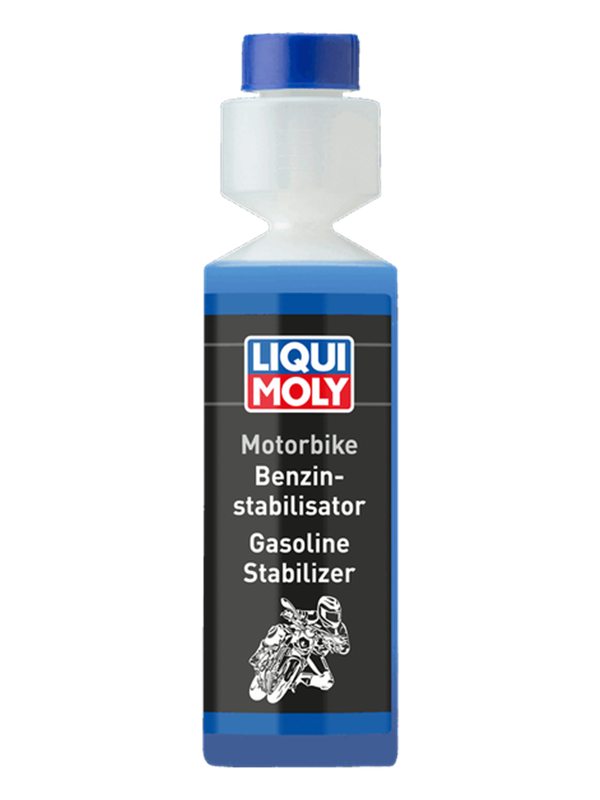 LIQUI
MOLY
Motorbike
Benzin-
stabilisator
Gasoline
Stabilizer